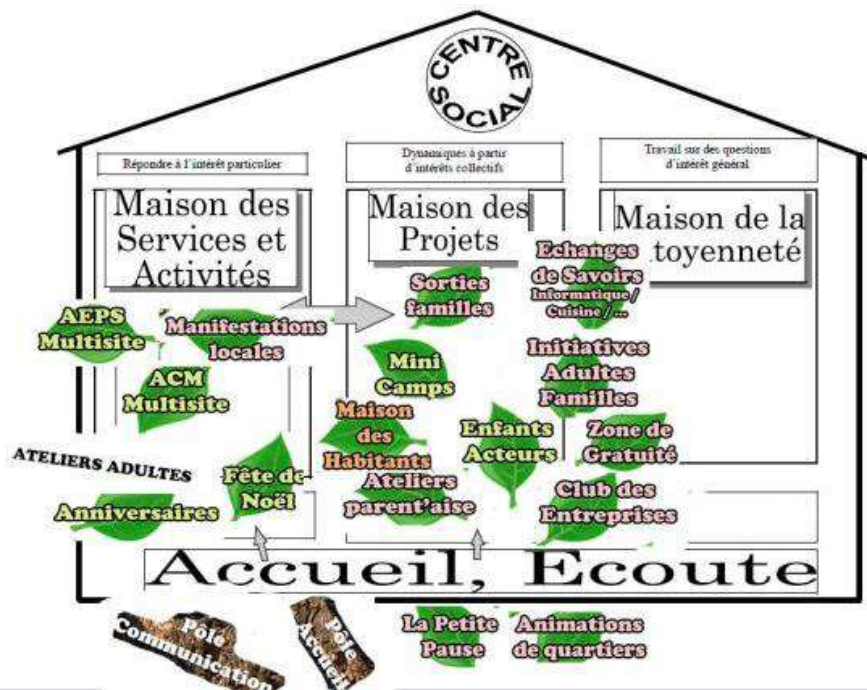 CENTRE
SOCIAL
Répondre à l'intérêt particulier
Dynamiques à partir
d'intérêts collectifs
Travail sur des questions
d'intérêt général
Maison des
Services et
Activités
Maison des
Projets
Maison de la
toyenneté
Echanges
de Savoirs
Informatique /
Cuisine / ...
Sorties
familles
AEPS
Multisite
Manifestations
locales
Initiatives
Adultes
Familles
Mini
Camps
ACM
Multisite
Maison
des
Habitants
Enfants
Acteurs
Zone de
Gratuité
ATELIERS ADULTES
Fête de
Noël
Ateliers
parent'aise
Club des
Entreprises
Anniversaires
Accueil, Ecoute
Pôle
Communication
Pôle
Accueil
La Petite
Pause
Animations
de quartiers